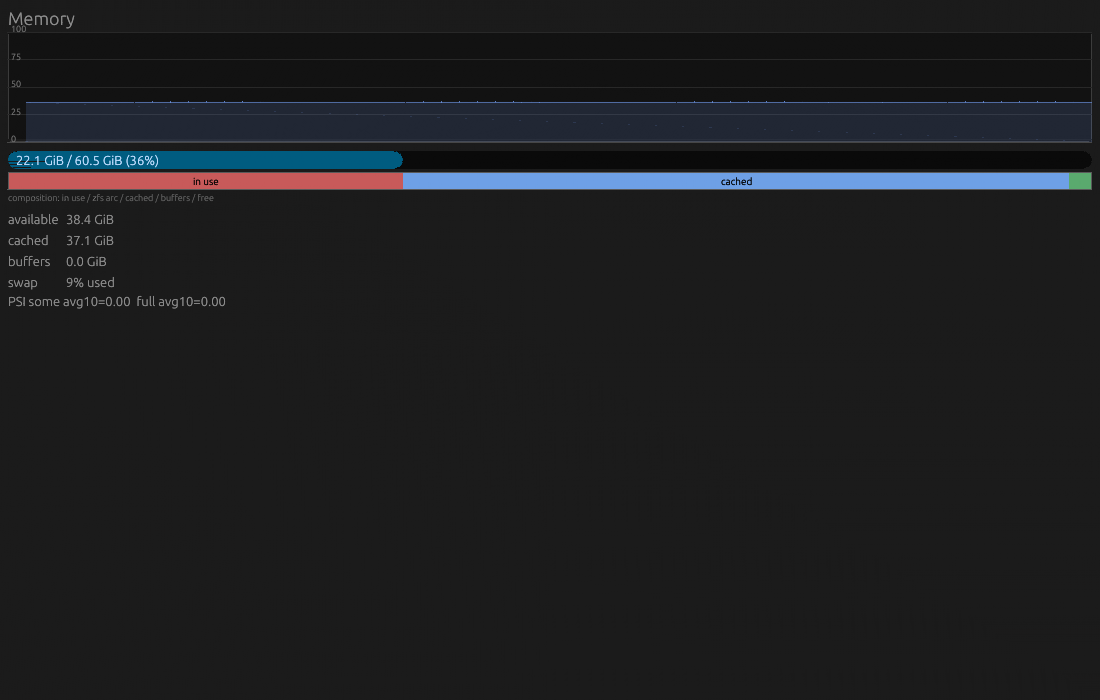 Memory
100
75
50
25
0
22.1 GiB / 60.5 GiB (36%)
in use cached
composition: in use / zfs arc / cached / buffers / free
available 38.4 GiB
cached 37.1 GiB
buffers 0.0 GiB
swap 9% used
PSI some avg10=0.00 full avg10=0.00